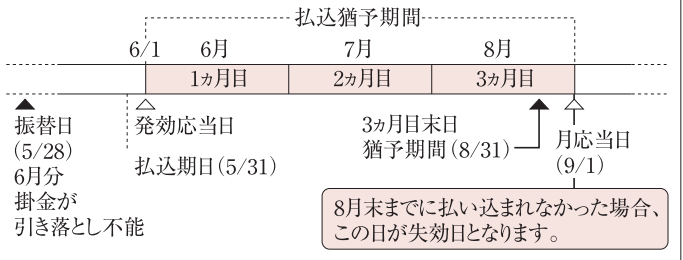 払込猶予期間
6/1 6月 7月 8月
1ヵ月目 2ヵ月目 3ヵ月目
振替日
(5/28)
6月分
掛金が
引き落とし不能
発効応当日
払込期日(5/31)
3ヵ月目末日
猶予期間(8/31)
月応当日
(9/1)
8月末までに払い込まれなかった場合、
この日が失効日となります。